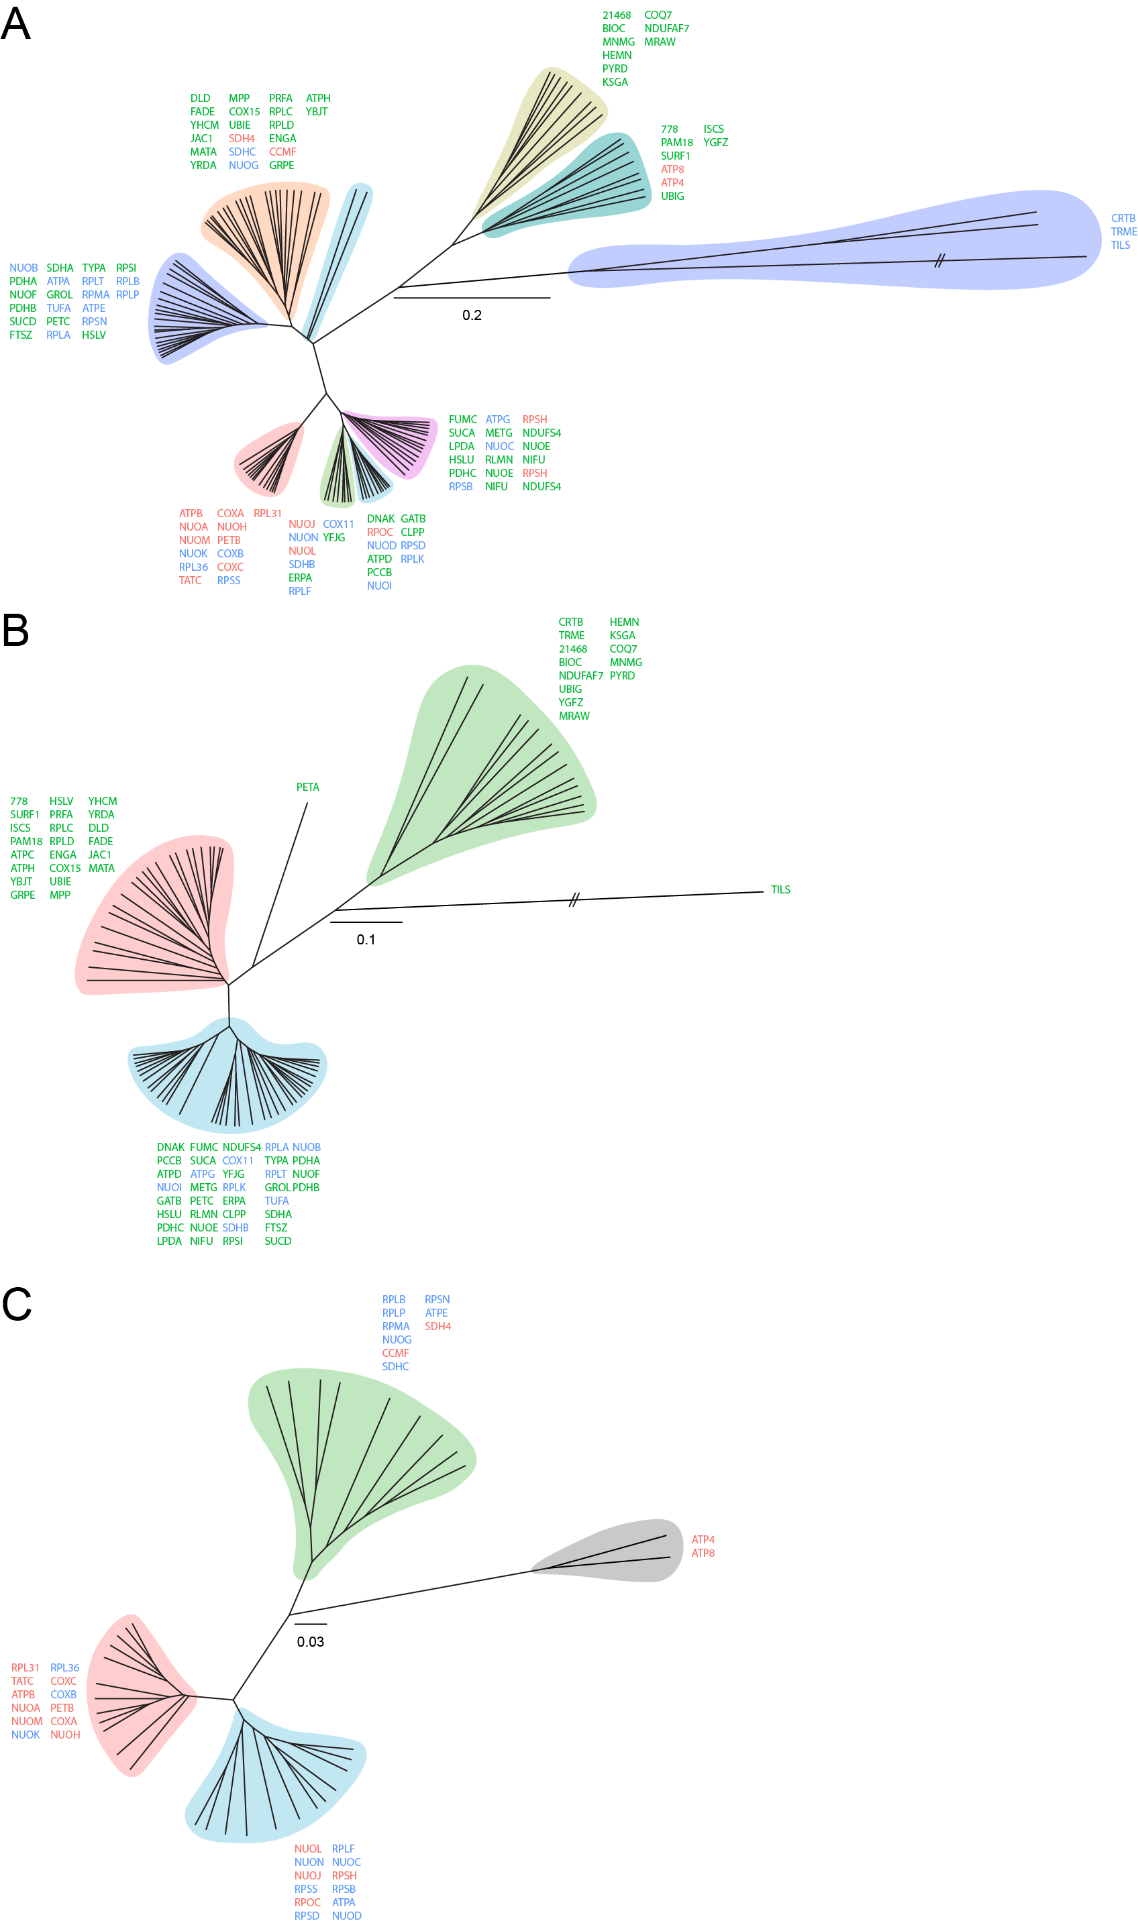 A
21468 COQ7
BIOC NDUFAF7
MNMG MRAW
HEMN
PYRD
KSGA
DLD MPP PRFA ATPH
FADE COX15 RPLC YBJT
YHCM UBIE RPLD
JAC1 SDH4 ENGA
MATA SDHC CCMF
YRDA NUOG GRPE
778 ISCS
PAM18 YGFZ
SURF1
ATP8
ATP4
UBIG
CRTB
TRME
TILS
NUOB SDHA TYPA RPSI
PDHA ATPA RPLT RPLB
NUOF GROL RPMA RPLP
PDHB TUFA ATPE
SUCD PETC RPSN
FTSZ RPLA HSLV
0.2
FUMC ATPG RPSH
SUCA METG NDUFS4
LPDA NUOC NUOE
HSLU RLMN NIFU
PDHC NUOE RPSH
RPSB NIFU NDUFS4
ATPB COXA RPL31
NUOA NUOH
NUOM PETB
NUOK COXB
RPL36 COXC
TATC RPSS
NUOJ COX11
NUON YFJG
NUOL
SDHB
ERPA
RPLF
DNAK GATB
RPOC CLPP
NUOD RPSD
ATPD RPLK
PCCB
NUOI
B
CRTB HEMN
TRME KSGA
21468 COQ7
BIOC MNMG
NDUFAF7 PYRD
UBIG
YGFZ
MRAW
PETA
778 HSLV YHCM
SURF1 PRFA YRDA
ISCS RPLC DLD
PAM18 RPLD FADE
ATPC ENGA JAC1
ATPH COX15 MATA
YBJT UBIE
GRPE MPP
TILS
0.1
DNAK FUMC NDUFS4 RPLA NUOB
PCCB SUCA COX11 TYPA PDHA
ATPD ATPG YFJG RPLT NUOF
NUOI METG RPLK GROL PDHB
GATB PETC ERPA TUFA
HSLU RLMN CLPP SDHA
PDHC NUOE SDHB FTSZ
LPDA NIFU RPSI SUCD
C
RPLB RPSN
RPLP ATPE
RPMA SDH4
NUOG
CCMF
SDHC
ATP4
ATP8
0.03
RPL31 RPL36
TATC COXC
ATPB COXB
NUOA PETB
NUOM COXA
NUOK NUOH
NUOL RPLF
NUON NUOC
NUOJ RPSH
RPSS RPSB
RPOC ATPA
RPSD NUOD